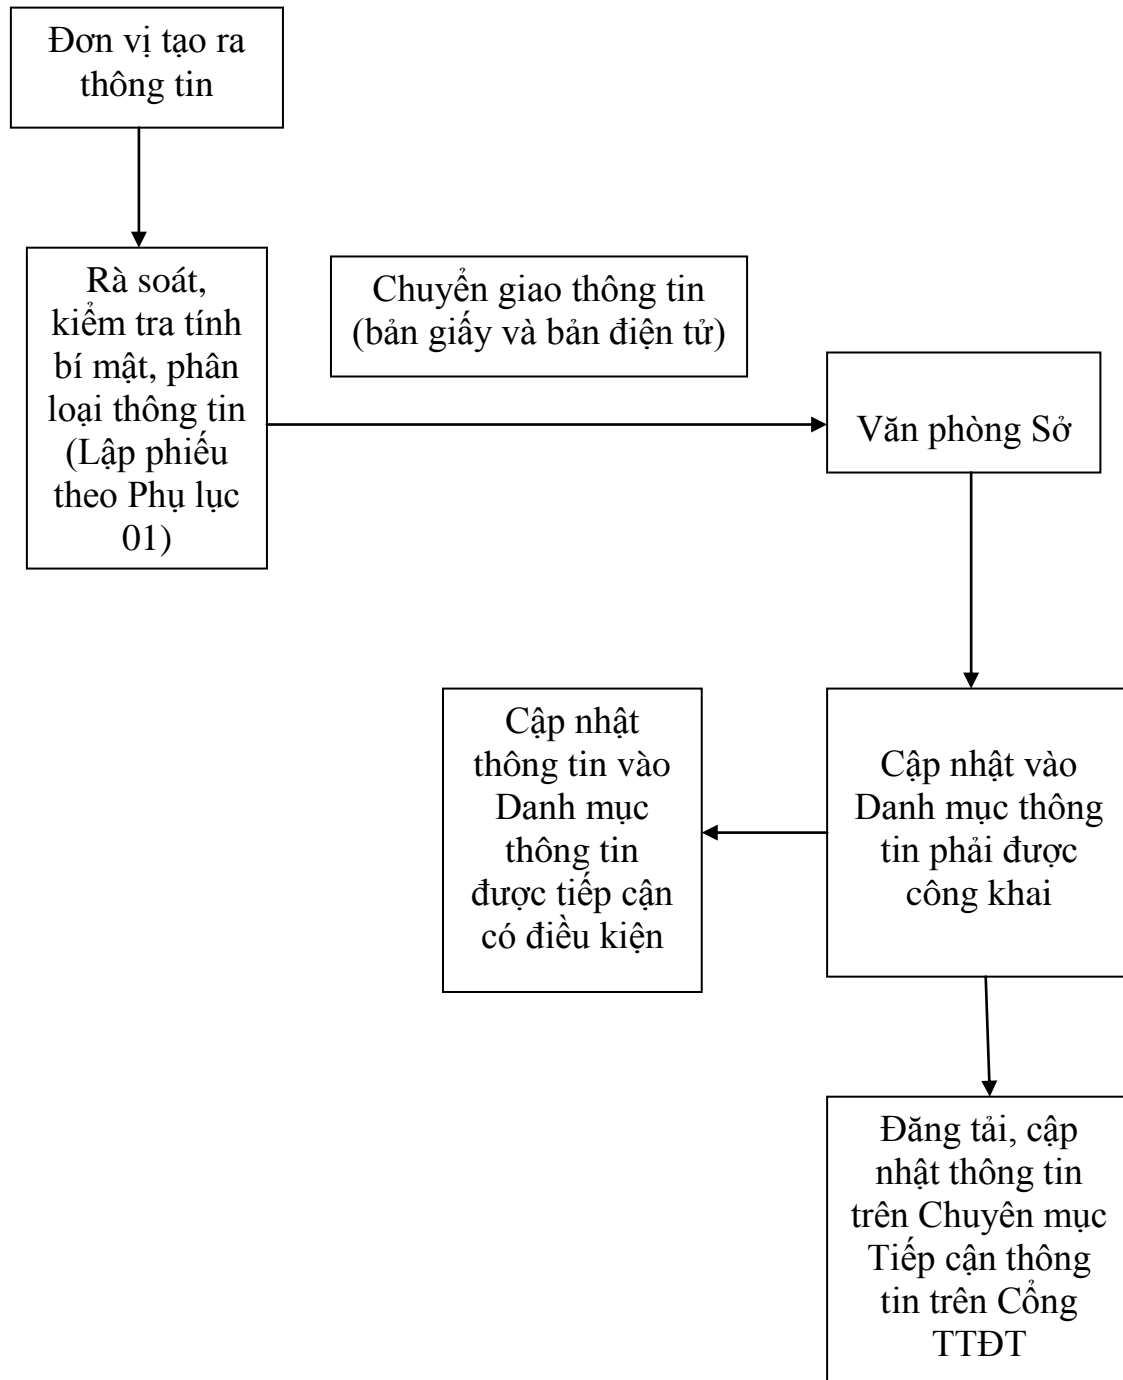 Đơn vị tạo ra
thông tin
Rà soát,
kiểm tra tính
bí mật, phân
loại thông tin
(Lập phiếu
theo Phụ lục
01)
Chuyển giao thông tin
(bản giấy và bản điện tử)
Văn phòng Sở
Cập nhật
thông tin vào
Danh mục
thông tin
được tiếp cận
có điều kiện
Cập nhật vào
Danh mục thông
tin phải được
công khai
Đăng tải, cập
nhật thông tin
trên Chuyên mục
Tiếp cận thông
tin trên Cổng
TTĐT